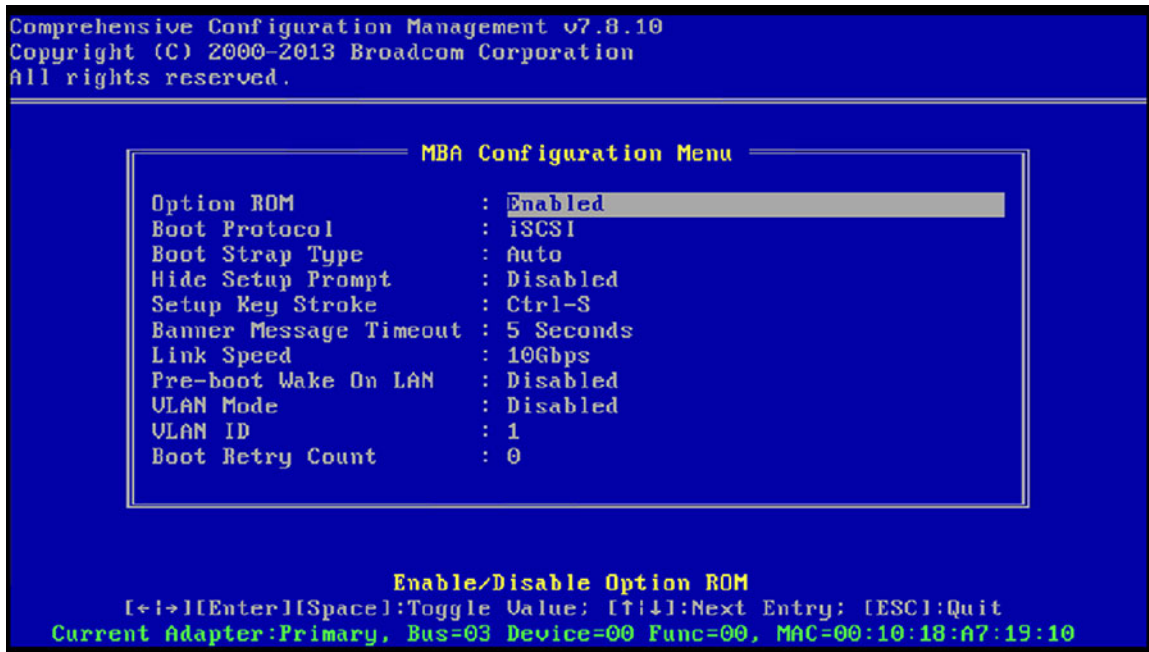 Comprehensive Configuration Management v7.8.10
Copyright (C) 2000-2013 Broadcom Corporation
All rights reserved.
MBA Configuration Menu
Option ROM : Enabled
Boot Protocol : iSCSI
Boot Strap Type : Auto
Hide Setup Prompt : Disabled
Setup Key Stroke : Ctrl-S
Banner Message Timeout : 5 Seconds
Link Speed : 10Gbps
Pre-boot Wake On LAN : Disabled
VLAN Mode : Disabled
VLAN ID : 1
Boot Retry Count : 0
Enable/Disable Option ROM
[←|→][Enter][Space]:Toggle Value; [↑|↓]:Next Entry; [ESC]:Quit
Current Adapter:Primary, Bus=03 Device=00 Func=00, MAC=00:10:18:A7:19:10